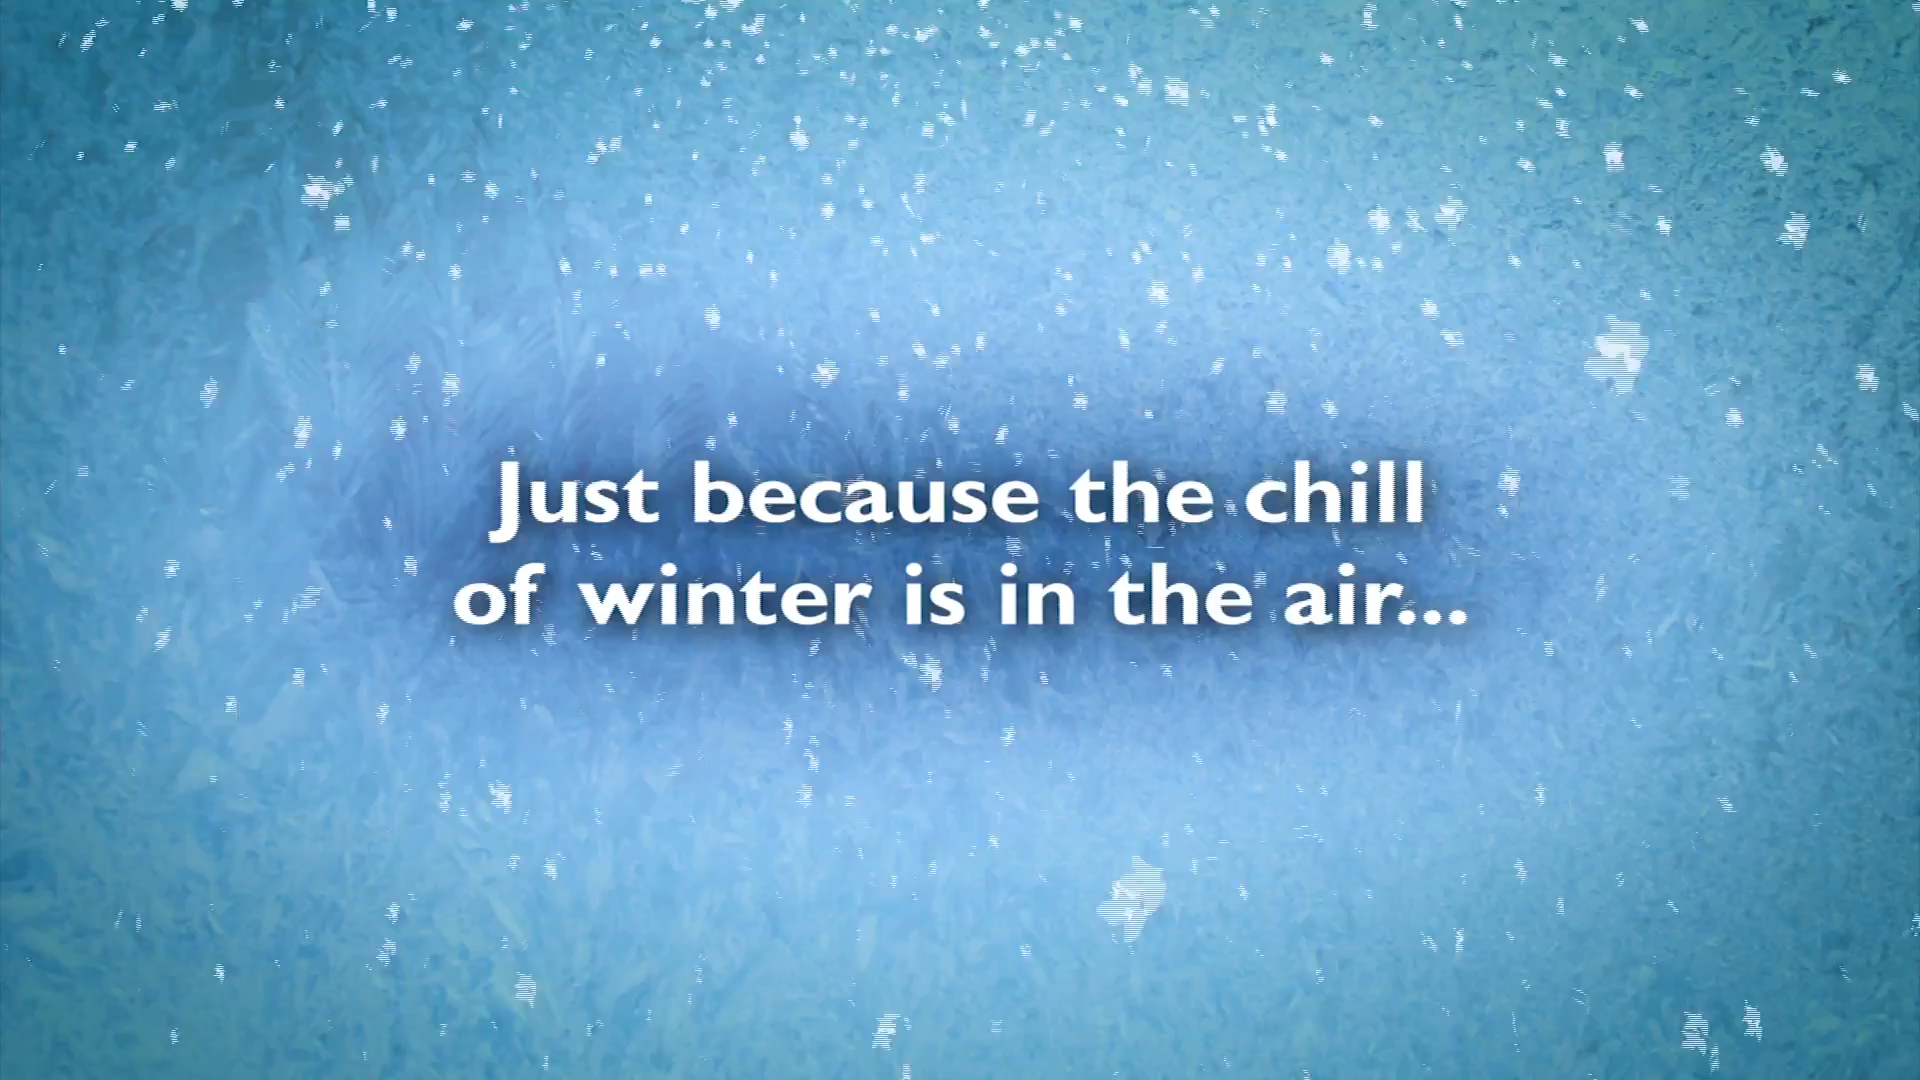 Just because the chill
of winter is in the air...